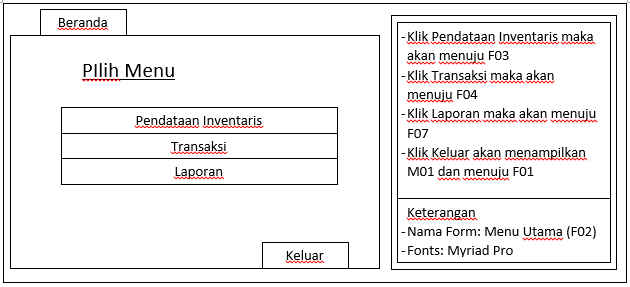 Beranda
PIlih Menu
Pendataan Inventaris
Transaksi
Laporan
Keluar
-Klik Pendataan Inventaris maka
akan menuju F03
-Klik Transaksi maka akan
menuju F04
-Klik Laporan maka akan menuju
F07
-Klik Keluar akan menampilkan
M01 dan menuju F01
Keterangan
-Nama Form: Menu Utama (F02)
-Fonts: Myriad Pro